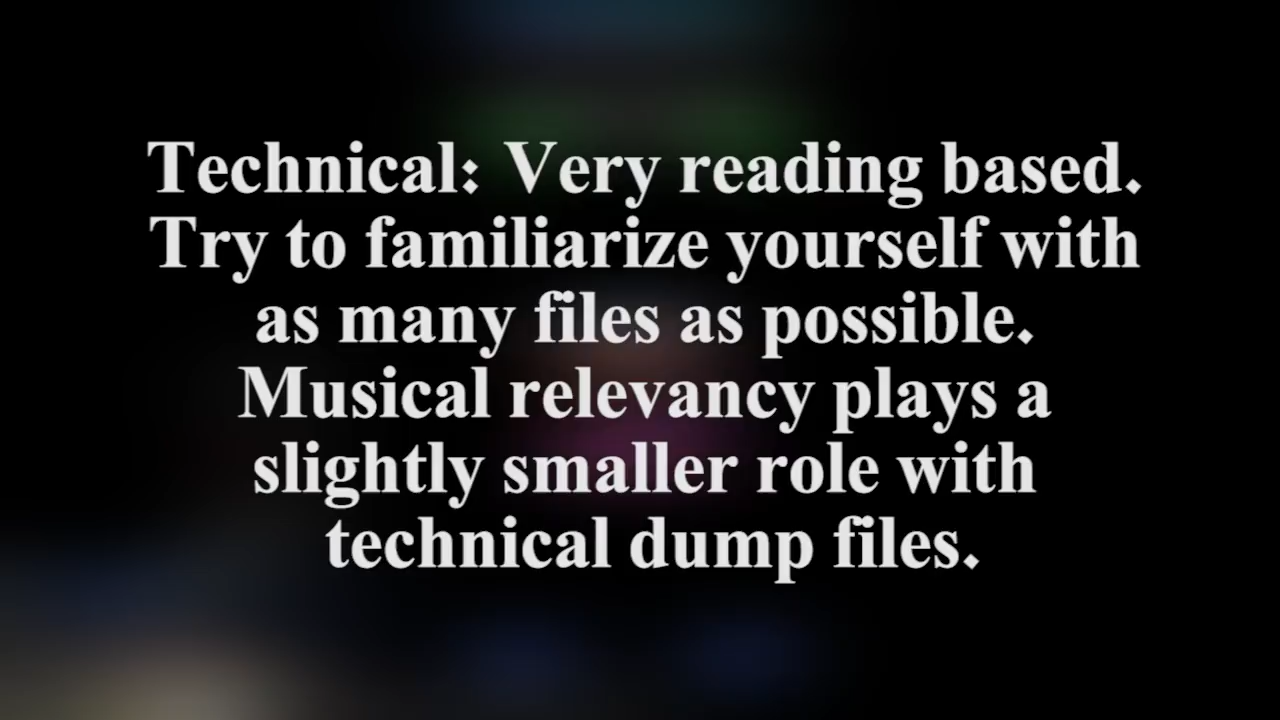 Technical: Very reading based.
Try to familiarize yourself with
as many files as possible.
Musical relevancy plays a
slightly smaller role with
technical dump files.